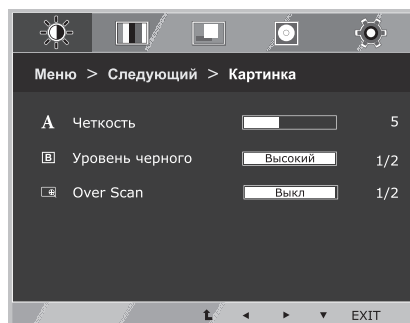 Меню > Следующий > Картинка
A Четкость 5
B Уровень черного Высокий 1/2
Over Scan Выкл 1/2
EXIT